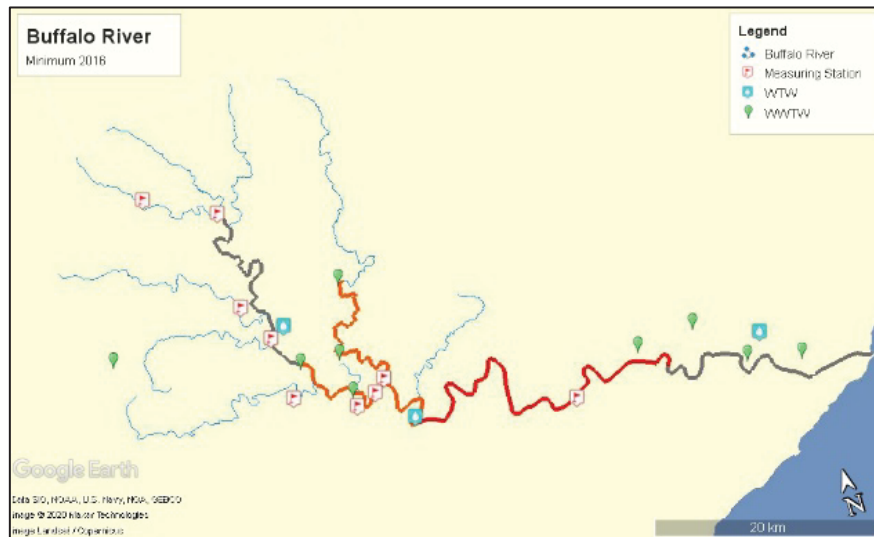 Buffalo River
Minimum 2016
Legend
Buffalo River
Measuring Station
WTW
WWTW
Google Earth
Data SIO, NOAA, U.S. Navy, NGA, GEBCO
Image © 2020 Maxar Technologies
Image Landsat / Copernicus
N
20 km